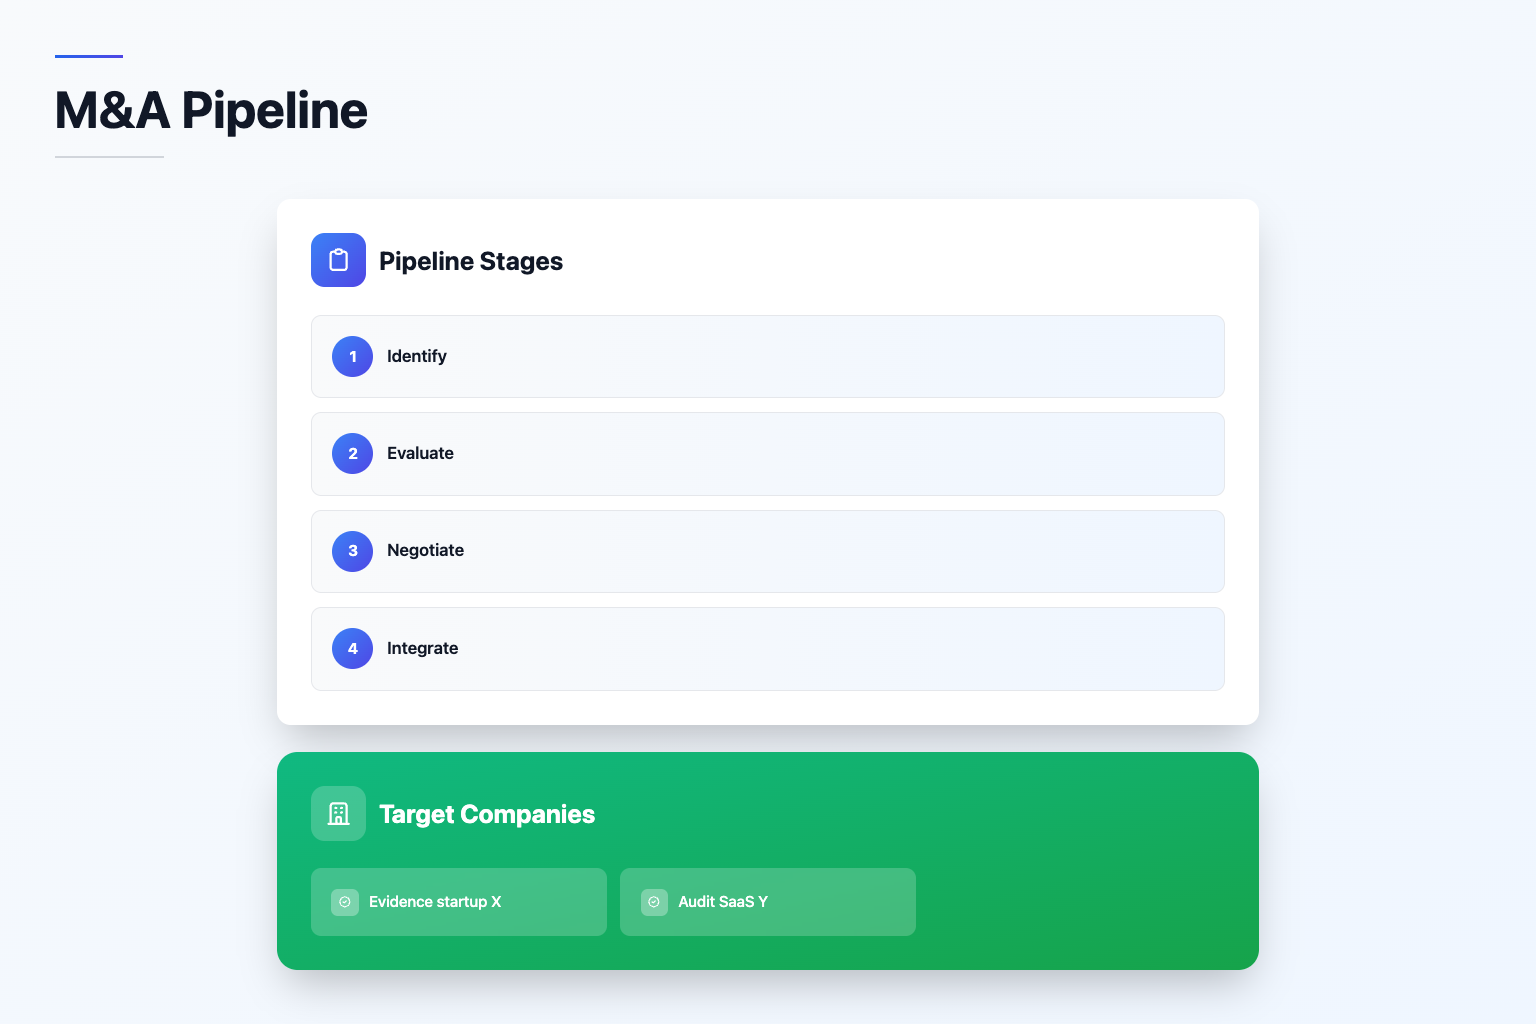 M&A Pipeline
Pipeline Stages
1 Identify
2 Evaluate
3 Negotiate
4 Integrate
Target Companies
Evidence startup X
Audit SaaS Y